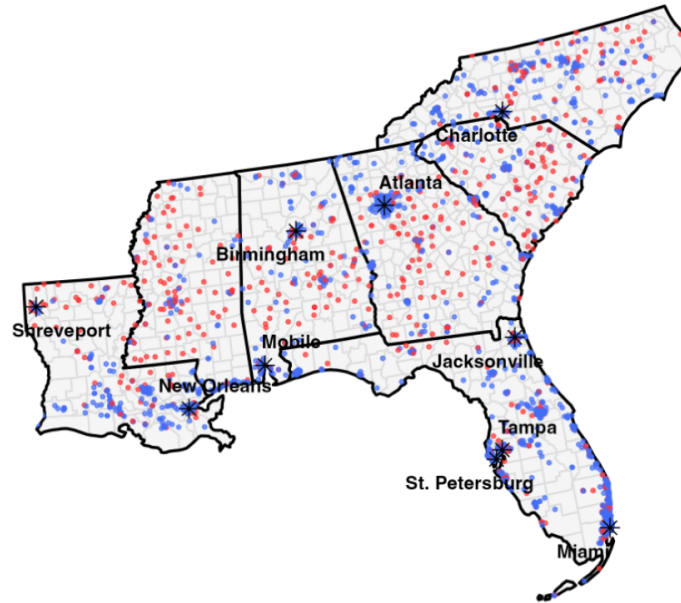 Charlotte
Atlanta
Birmingham
Shreveport
Mobile
Jacksonville
New Orleans
Tampa
St. Petersburg
Miami